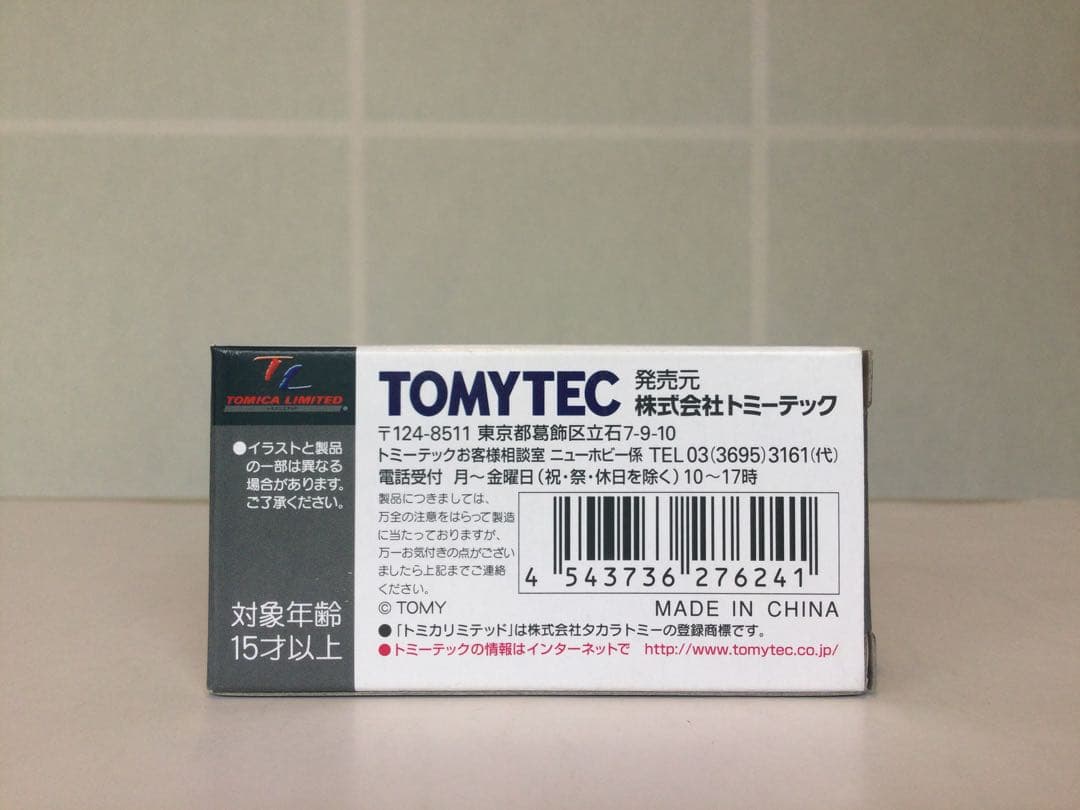 TL
TOMICA LIMITED
●イラストと製品
の一部は異なる
場合があります。
ご了承ください。
対象年齢
15才以上
TOMYTEC 発売元
株式会社トミーテック
〒124-8511 東京都葛飾区立石7-9-10
トミーテックお客様相談室 ニューホビー係 TEL 03(3695)3161(代)
電話受付 月〜金曜日(祝・祭・休日を除く)10〜17時
製品につきましては、
万全の注意をはらって製造
に当たっておりますが、
万一お気付きの点がござい
ましたら上記までご連絡
ください。
4 543736 276241
© TOMY MADE IN CHINA
●「トミカリミテッド」は株式会社タカラトミーの登録商標です。
●トミーテックの情報はインターネットで http://www.tomytec.co.jp/